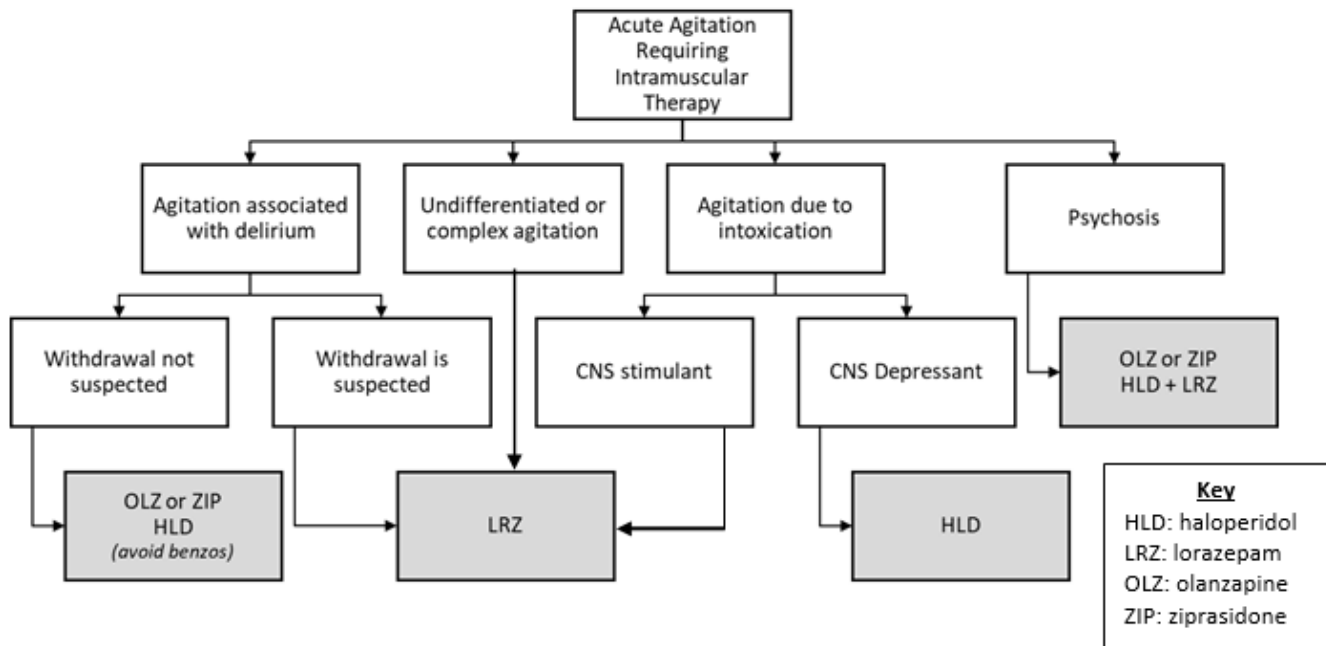 Acute Agitation
Requiring
Intramuscular
Therapy
Agitation associated
with delirium
Undifferentiated or
complex agitation
Agitation due to
intoxication
Psychosis
Withdrawal not
suspected
Withdrawal is
suspected
CNS stimulant
CNS Depressant
OLZ or ZIP
HLD + LRZ
OLZ or ZIP
HLD
(avoid benzos)
LRZ
HLD
Key
HLD: haloperidol
LRZ: lorazepam
OLZ: olanzapine
ZIP: ziprasidone